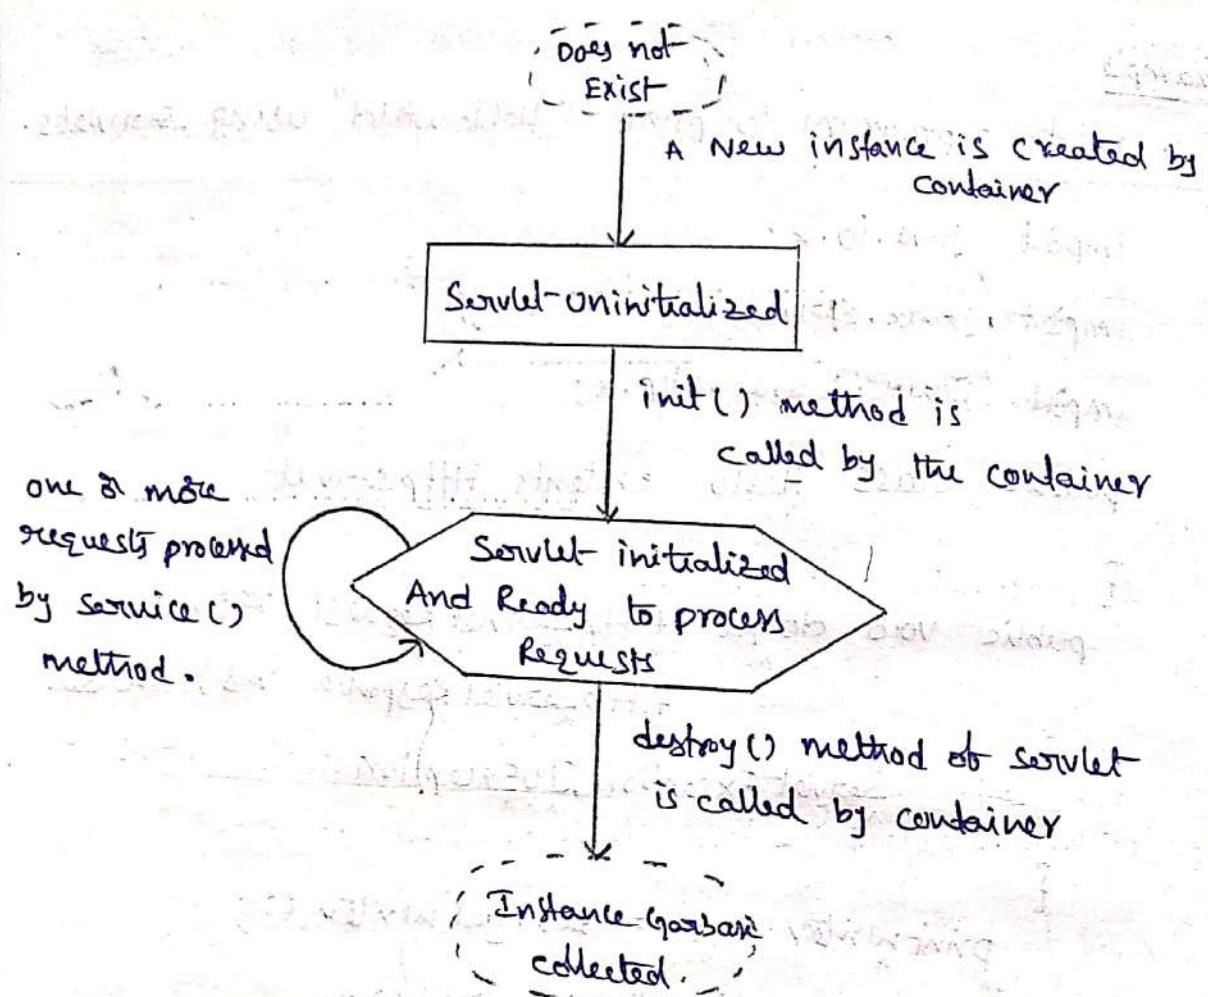 Does not
Exist
A New instance is created by
container
Servlet-uninitialized
init() method is
called by the container
one or more
requests processed
by service()
method.
Servlet initialized
And Ready to process
Requests
destroy() method of servlet
is called by container
Instance Garbage
collected.